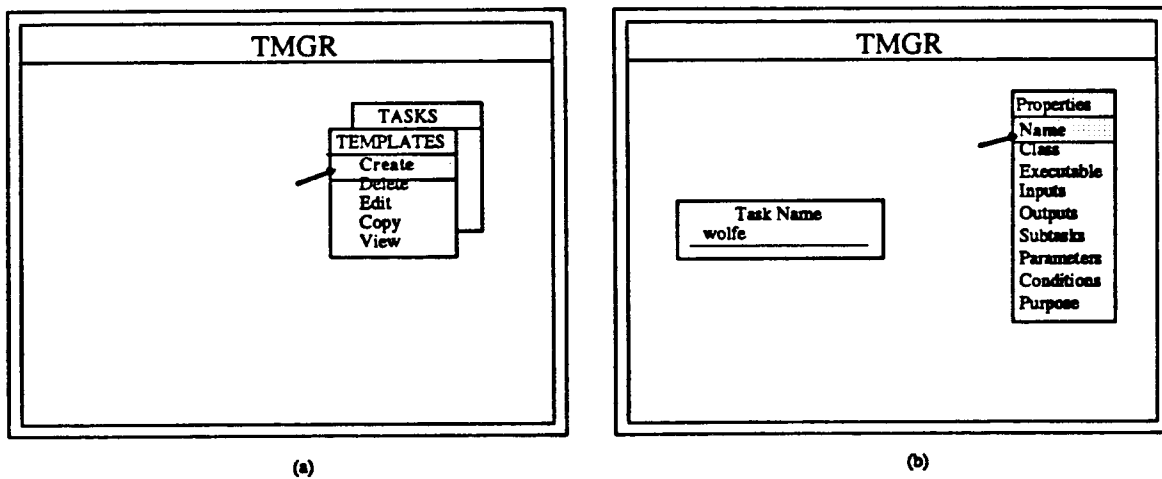 TMGR
TASKS
TEMPLATES
Create
Delete
Edit
Copy
View
(a)
TMGR
Properties
Name
Class
Executable
Inputs
Outputs
Subtasks
Parameters
Conditions
Purpose
Task Name
wolfe
(b)